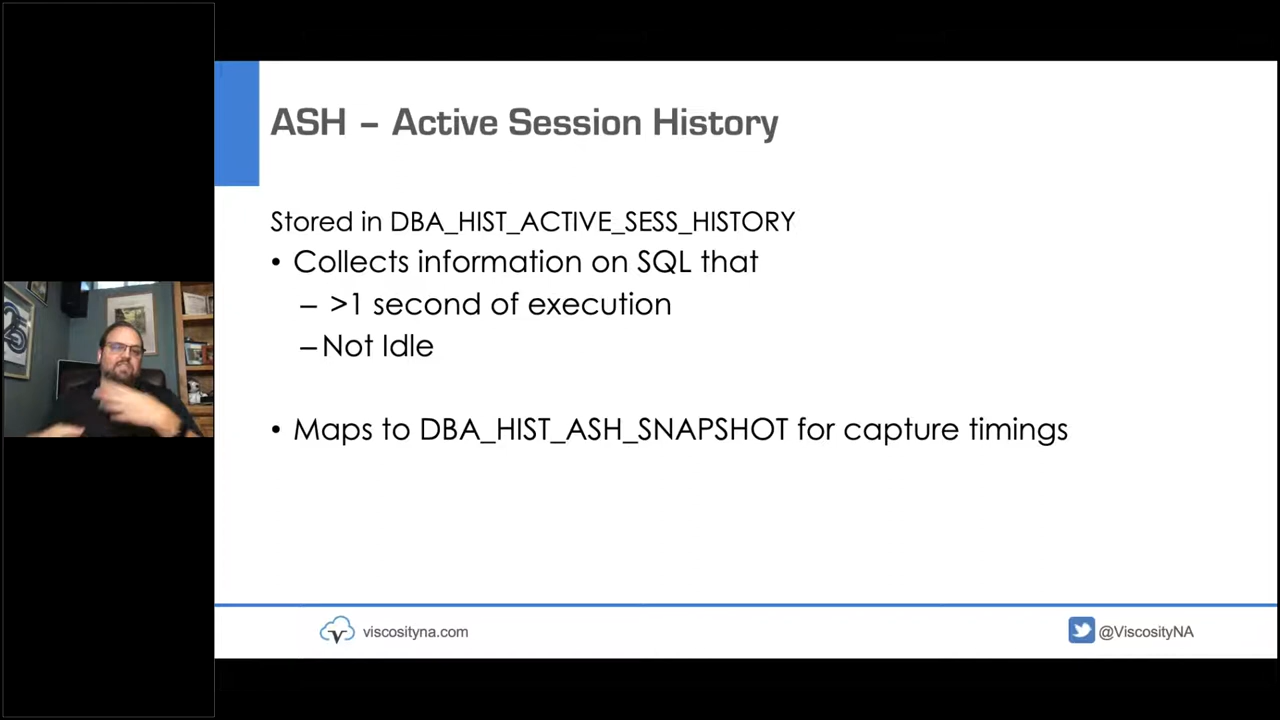 ASH – Active Session History
Stored in DBA_HIST_ACTIVE_SESS_HISTORY
• Collects information on SQL that
– >1 second of execution
– Not Idle
• Maps to DBA_HIST_ASH_SNAPSHOT for capture timings
viscosityna.com
@ViscosityNA
25